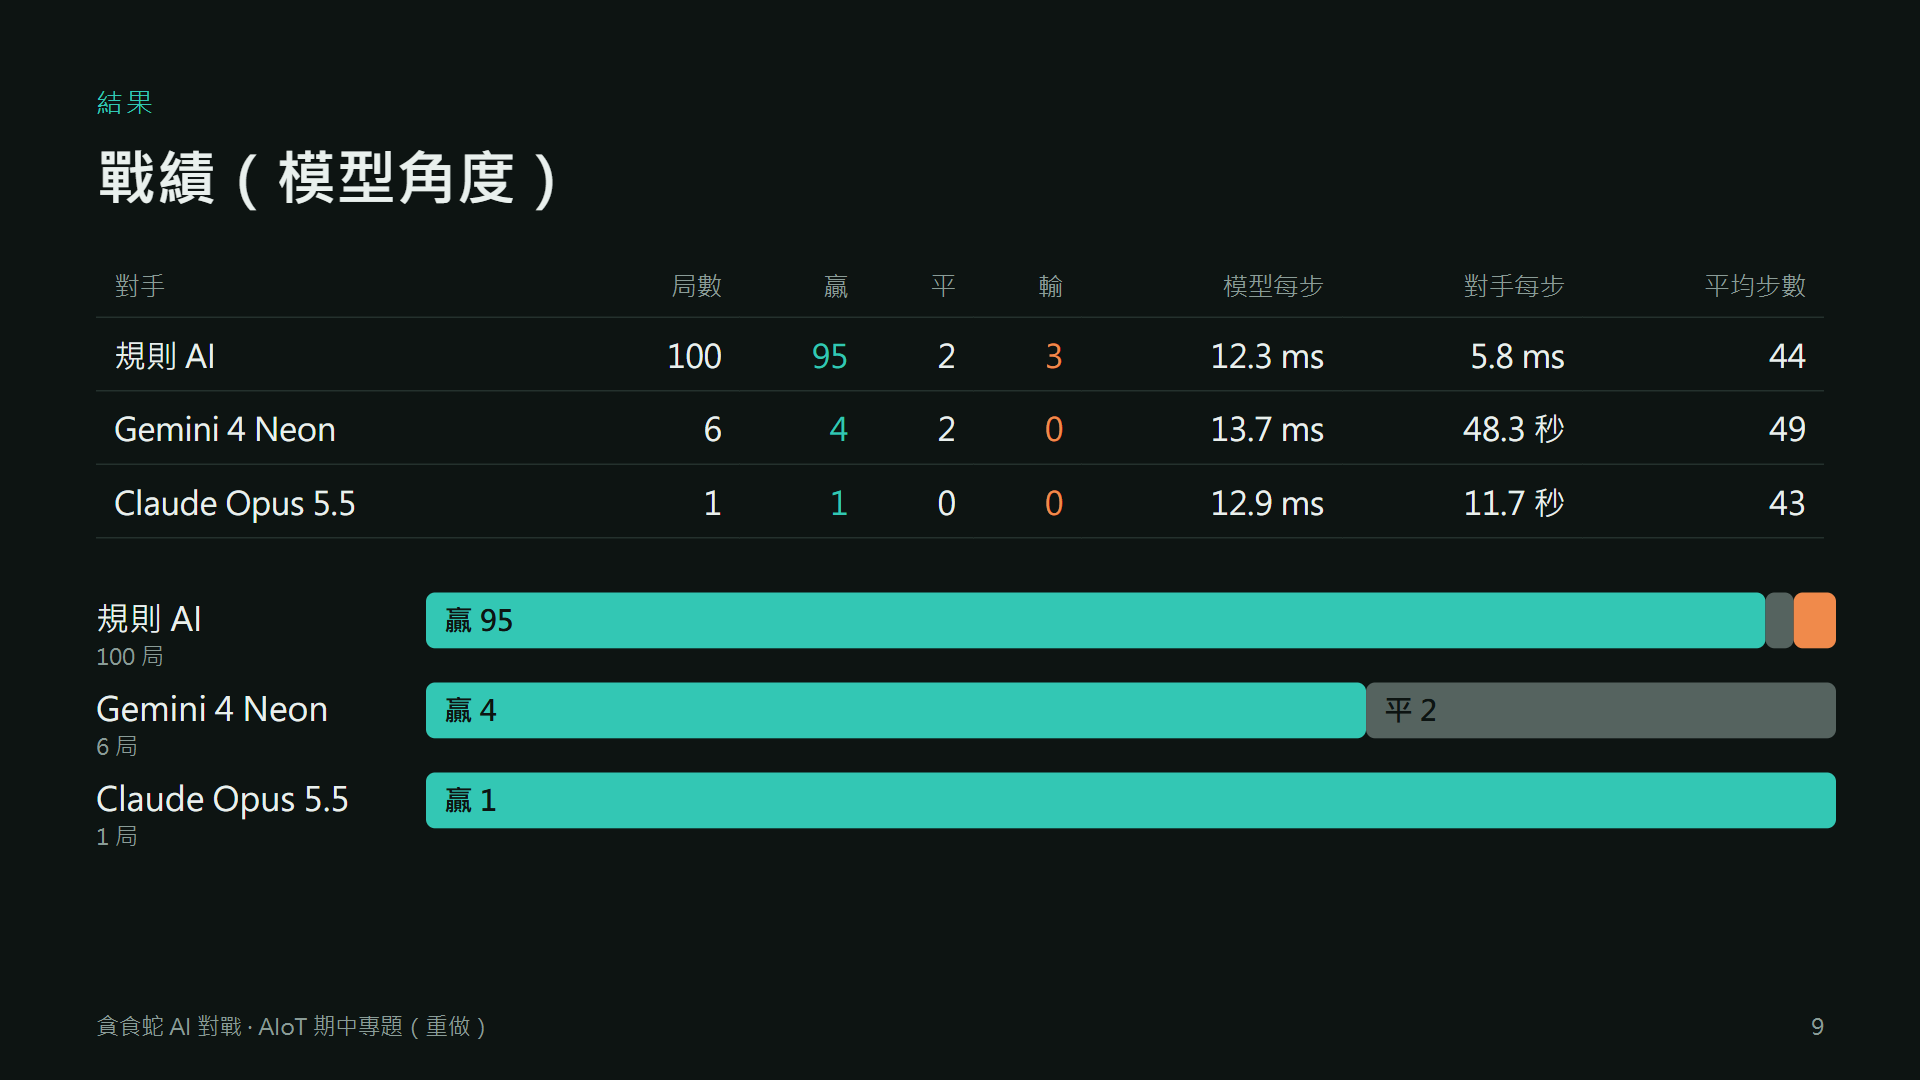 結果
戰績（模型角度）
對手 局數 贏 平 輸 模型每步 對手每步 平均步數
規則 AI 100 95 2 3 12.3 ms 5.8 ms 44
Gemini 4 Neon 6 4 2 0 13.7 ms 48.3 秒 49
Claude Opus 5.5 1 1 0 0 12.9 ms 11.7 秒 43
規則 AI 贏 95
100 局
Gemini 4 Neon 贏 4 平 2
6 局
Claude Opus 5.5 贏 1
1 局
貪食蛇 AI 對戰 · AIoT 期中專題（重做） 9